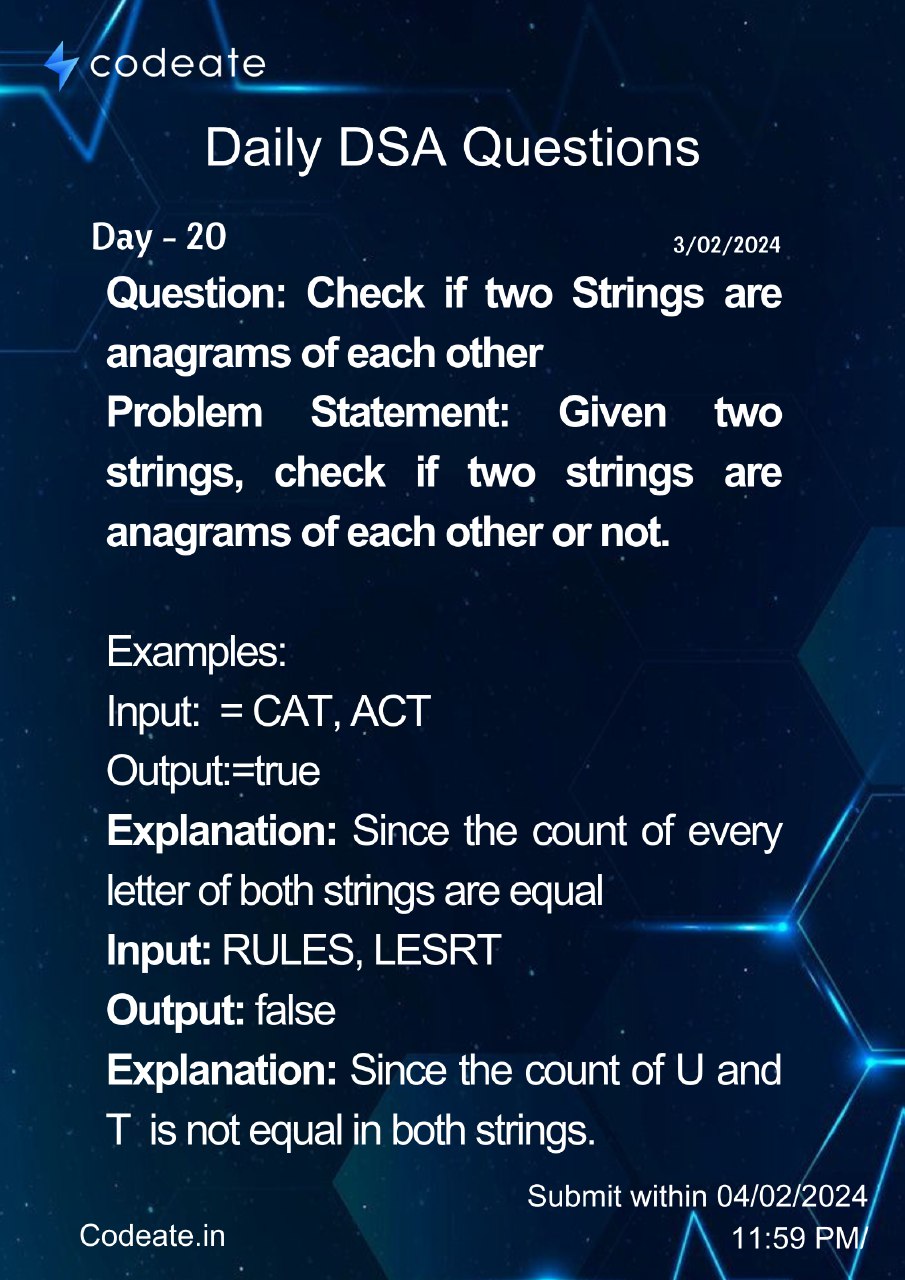 codeate
Daily DSA Questions
Day - 20
3/02/2024
Question: Check if two Strings are
anagrams of each other
Problem Statement: Given two
strings, check if two strings are
anagrams of each other or not.
Examples:
Input: = CAT, ACT
Output:=true
Explanation: Since the count of every
letter of both strings are equal
Input: RULES, LESRT
Output: false
Explanation: Since the count of U and
T is not equal in both strings.
Submit within 04/02/2024
11:59 PM/
Codeate.in